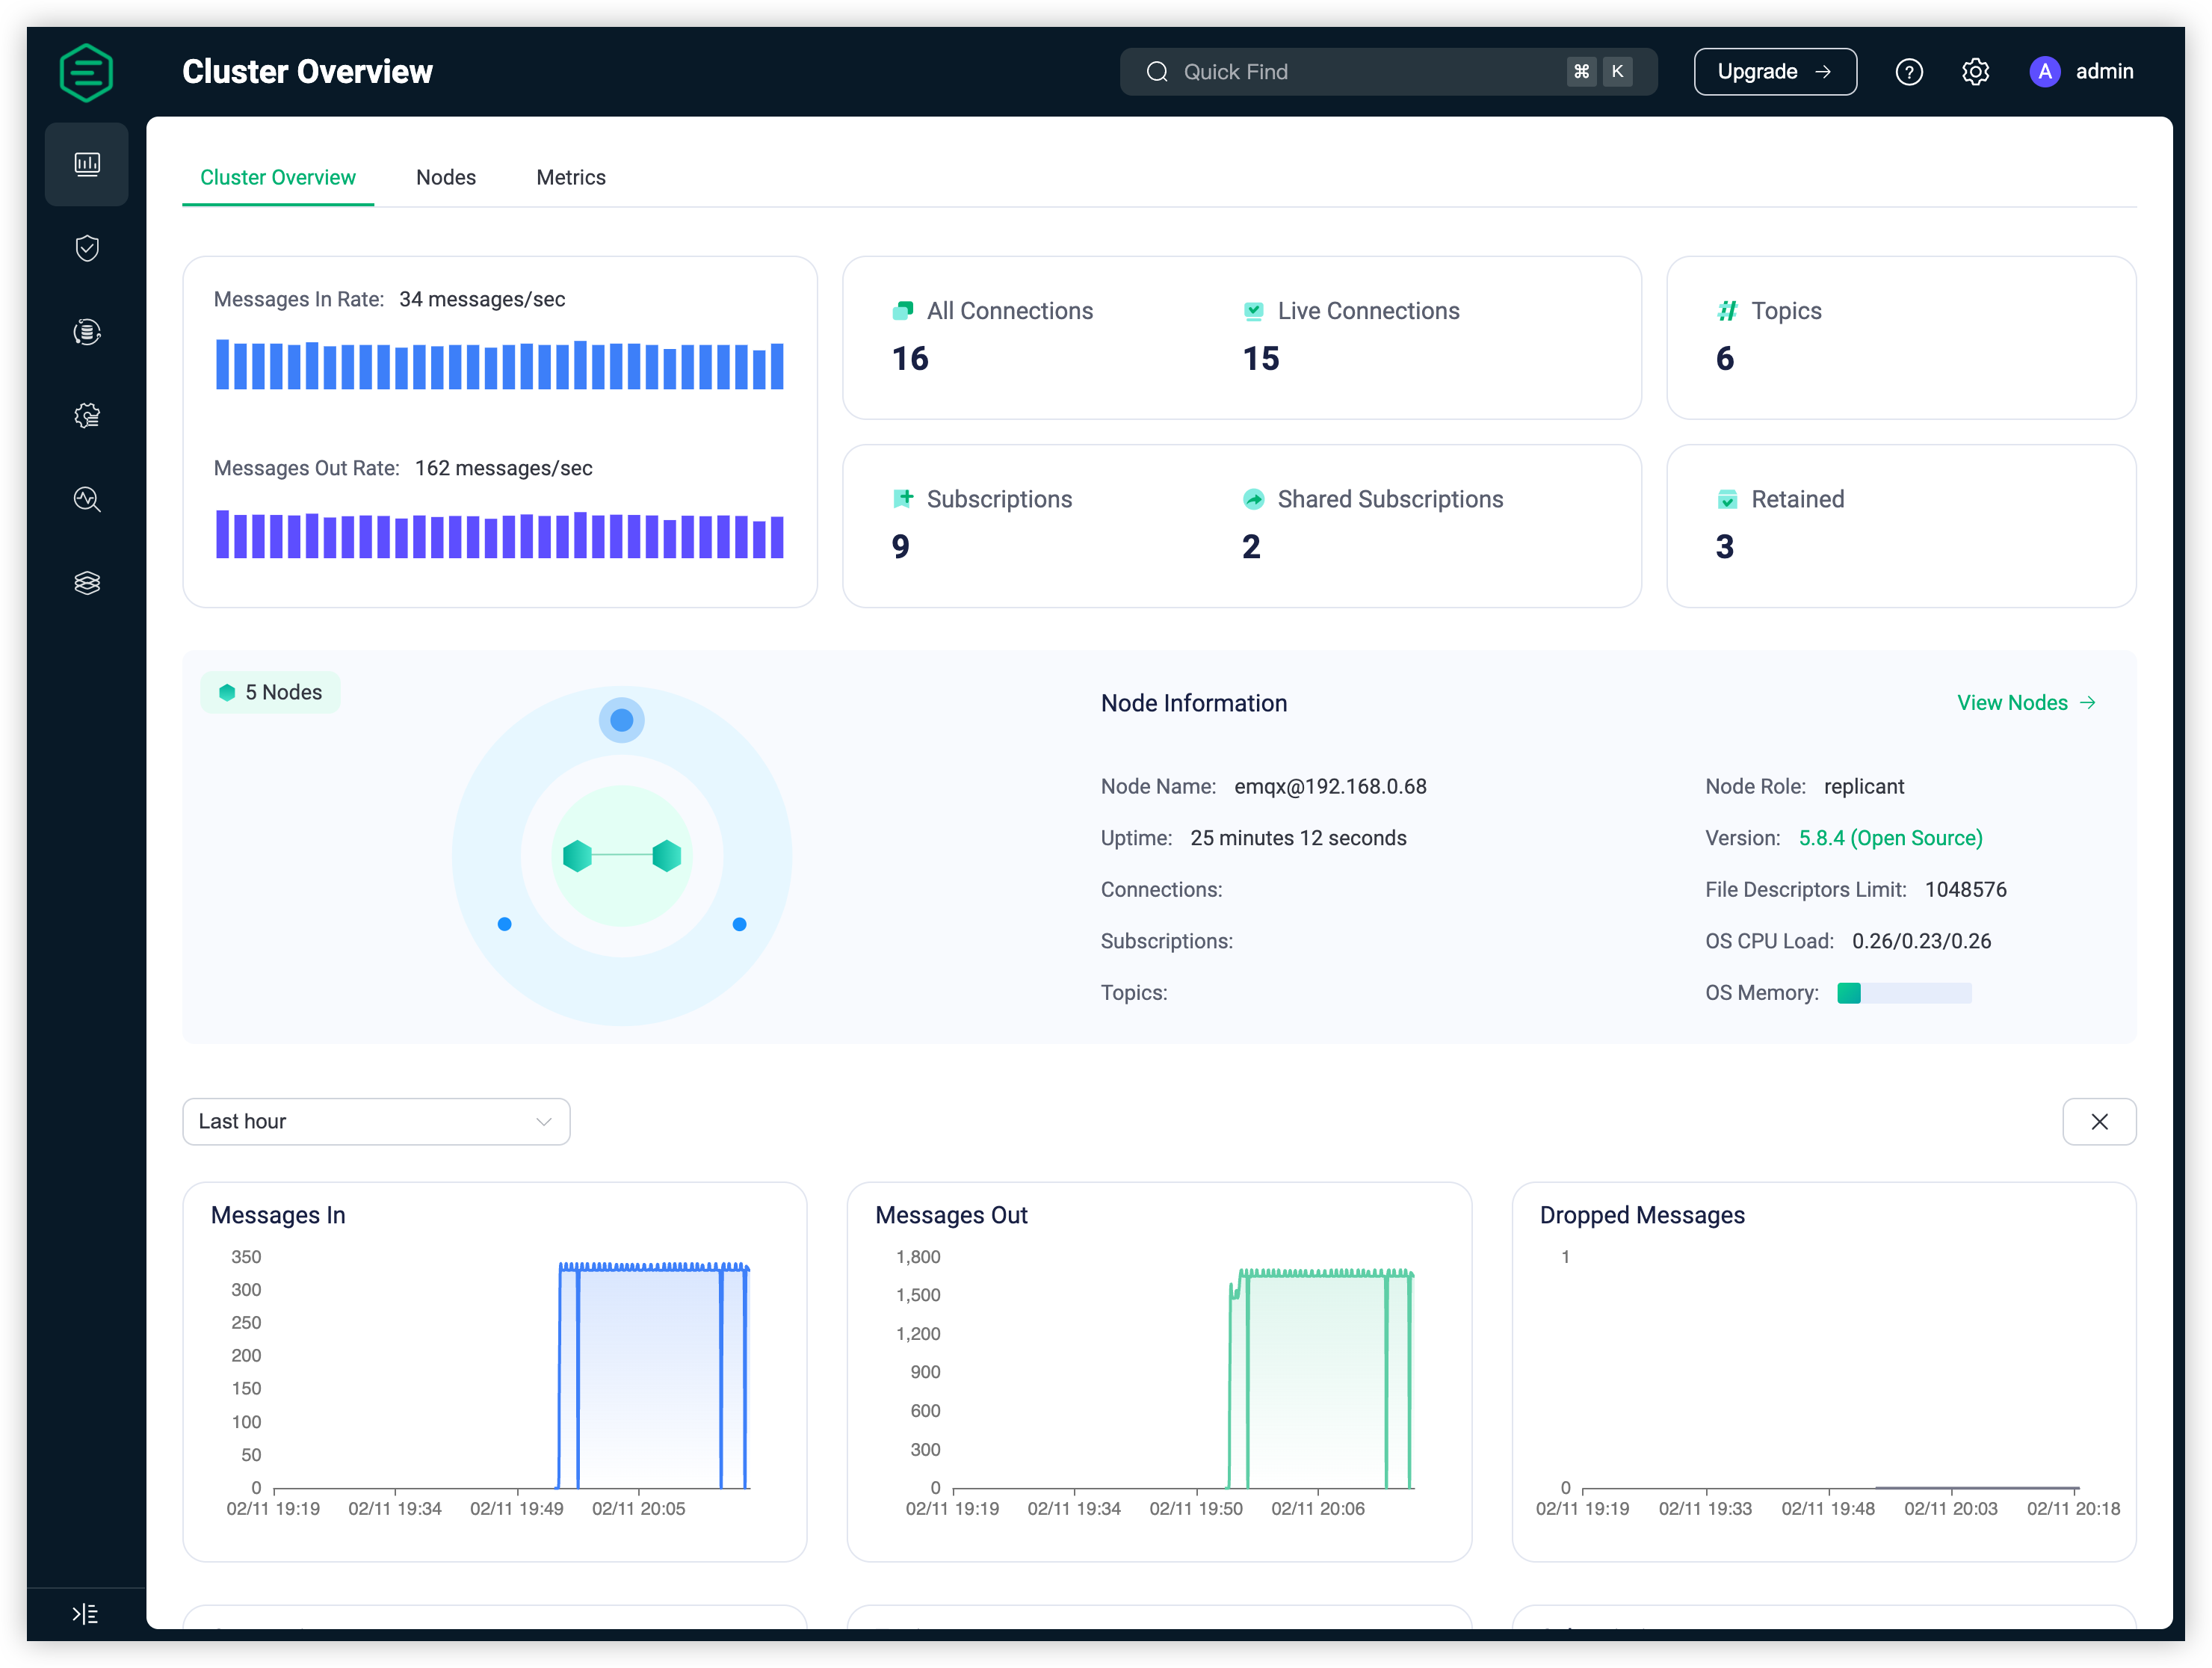 Cluster Overview
Quick Find ⌘ K
Upgrade →
A admin
Cluster Overview Nodes Metrics
Messages In Rate: 34 messages/sec
Messages Out Rate: 162 messages/sec
All Connections
16
Live Connections
15
Topics
6
Subscriptions
9
Shared Subscriptions
2
Retained
3
5 Nodes
Node Information
View Nodes →
Node Name: emqx@192.168.0.68
Node Role: replicant
Uptime: 25 minutes 12 seconds
Version: 5.8.4 (Open Source)
Connections:
File Descriptors Limit: 1048576
Subscriptions:
OS CPU Load: 0.26/0.23/0.26
Topics:
OS Memory:
Last hour
Messages In
350
300
250
200
150
100
50
0
02/11 19:19 02/11 19:34 02/11 19:49 02/11 20:05
Messages Out
1,800
1,500
1,200
900
600
300
0
02/11 19:19 02/11 19:34 02/11 19:50 02/11 20:06
Dropped Messages
1
0
02/11 19:19 02/11 19:33 02/11 19:48 02/11 20:03 02/11 20:18